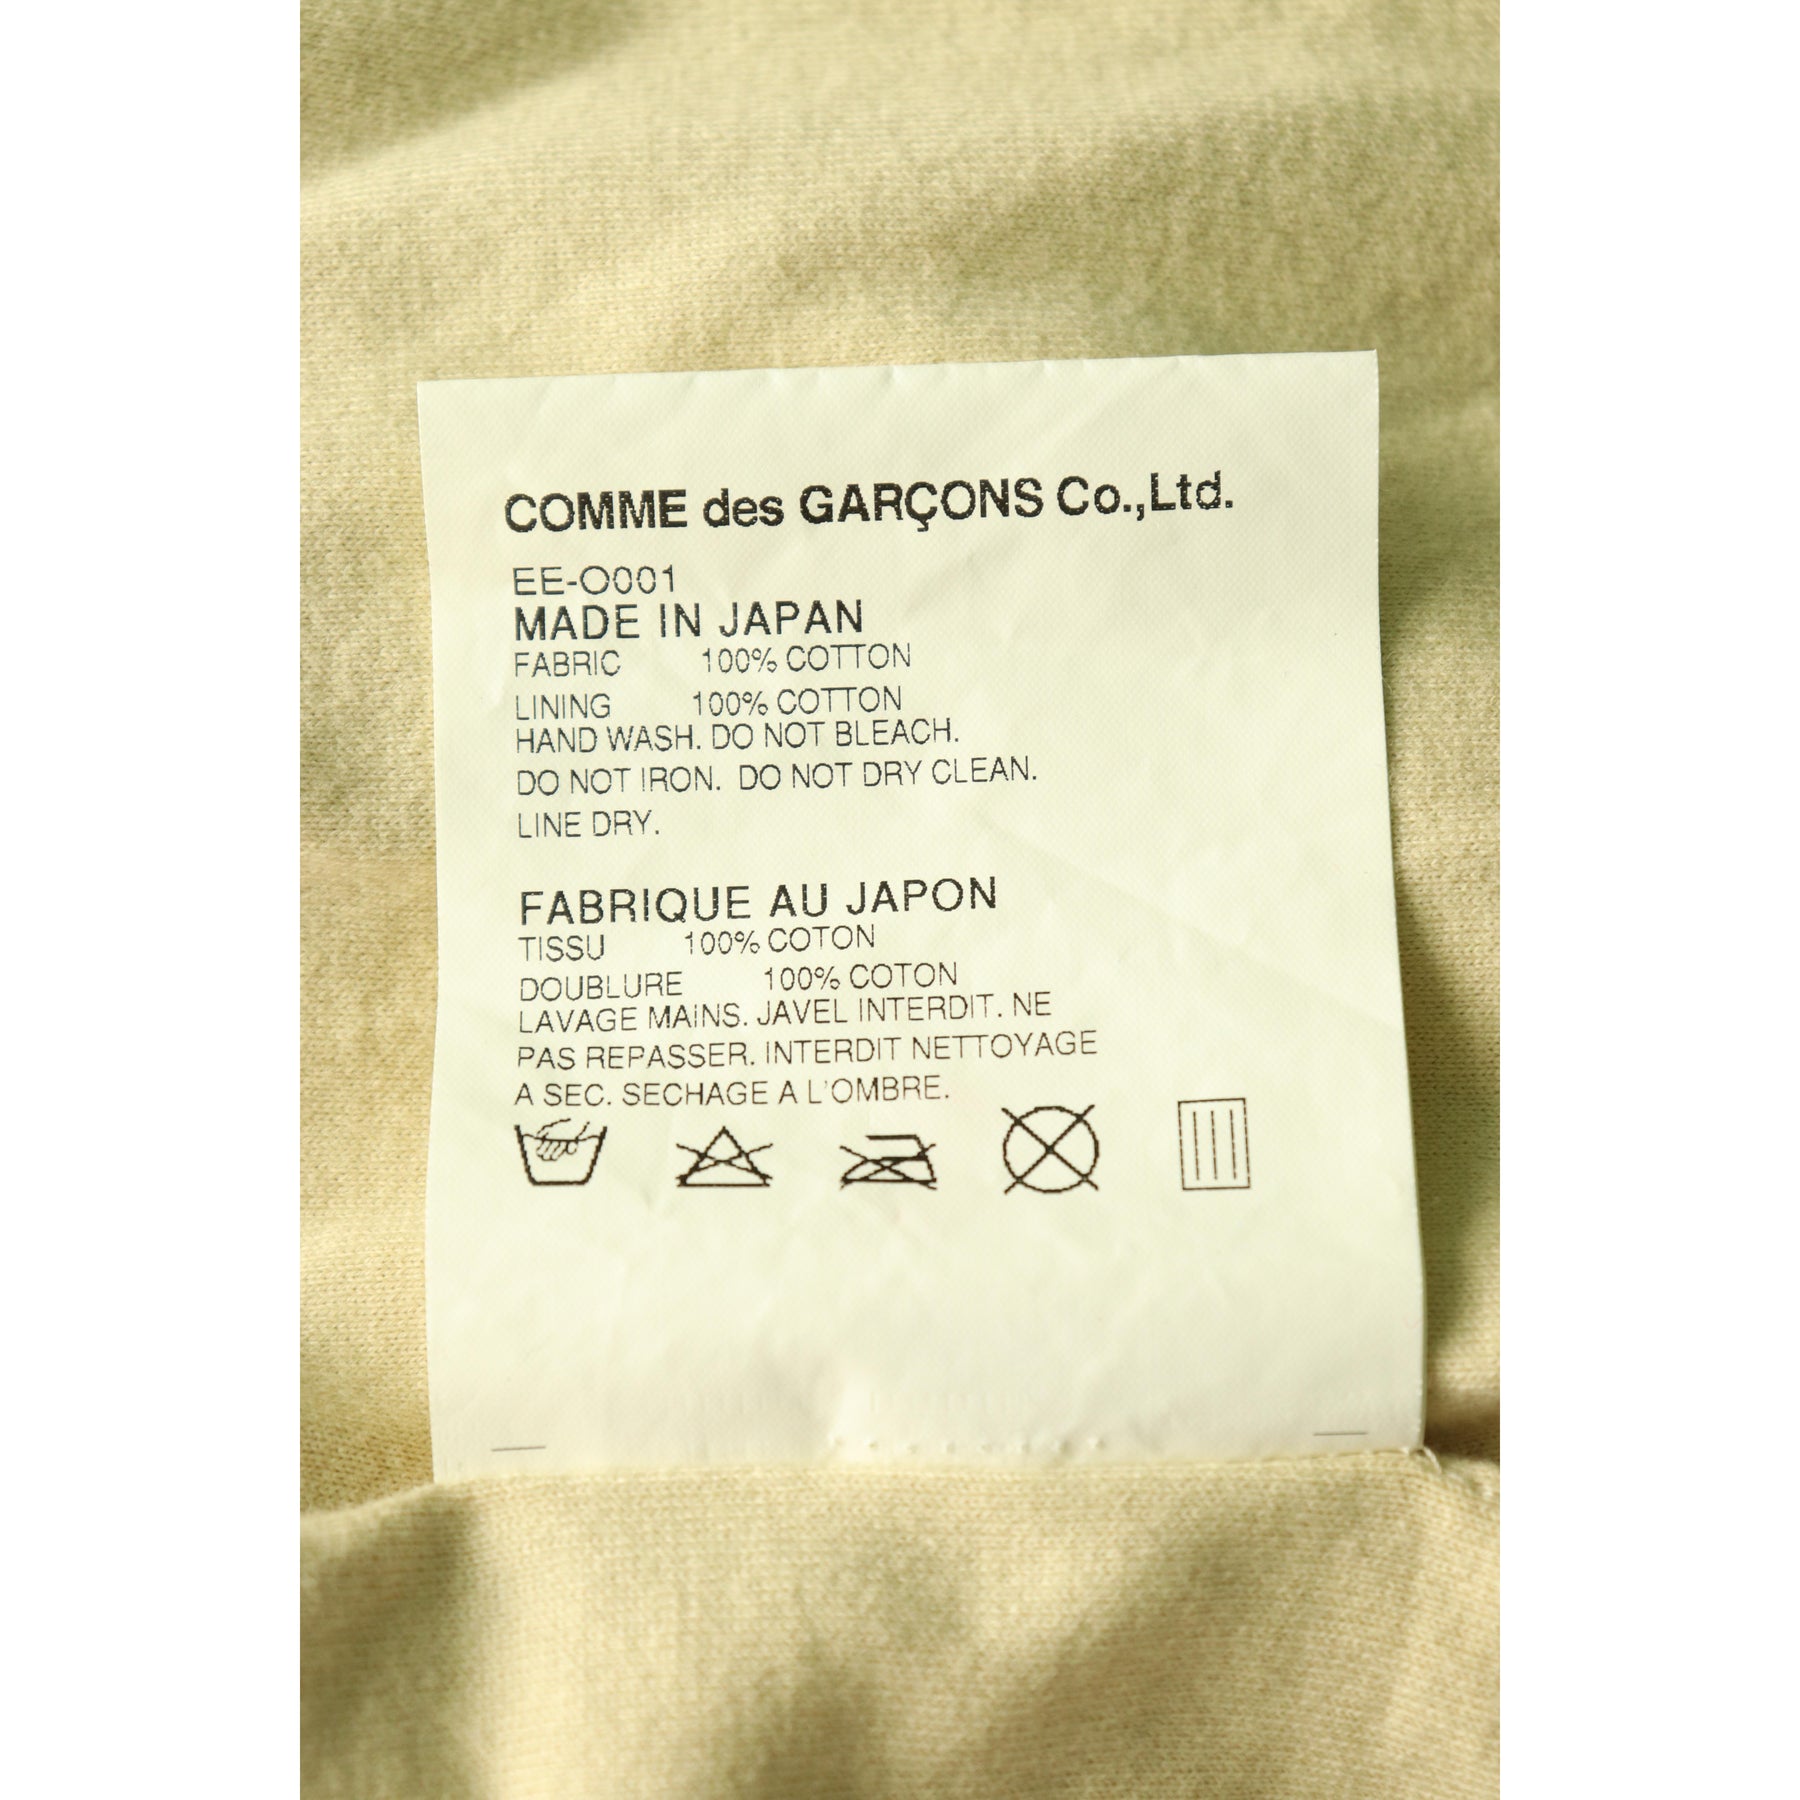 COMME des GARÇONS Co.,Ltd.
EE-O001
MADE IN JAPAN
FABRIC 100% COTTON
LINING 100% COTTON
HAND WASH. DO NOT BLEACH.
DO NOT IRON. DO NOT DRY CLEAN.
LINE DRY.
FABRIQUE AU JAPON
TISSU 100% COTON
DOUBLURE 100% COTON
LAVAGE MAINS. JAVEL INTERDIT. NE
PAS REPASSER. INTERDIT NETTOYAGE
A SEC. SECHAGE A L'OMBRE.